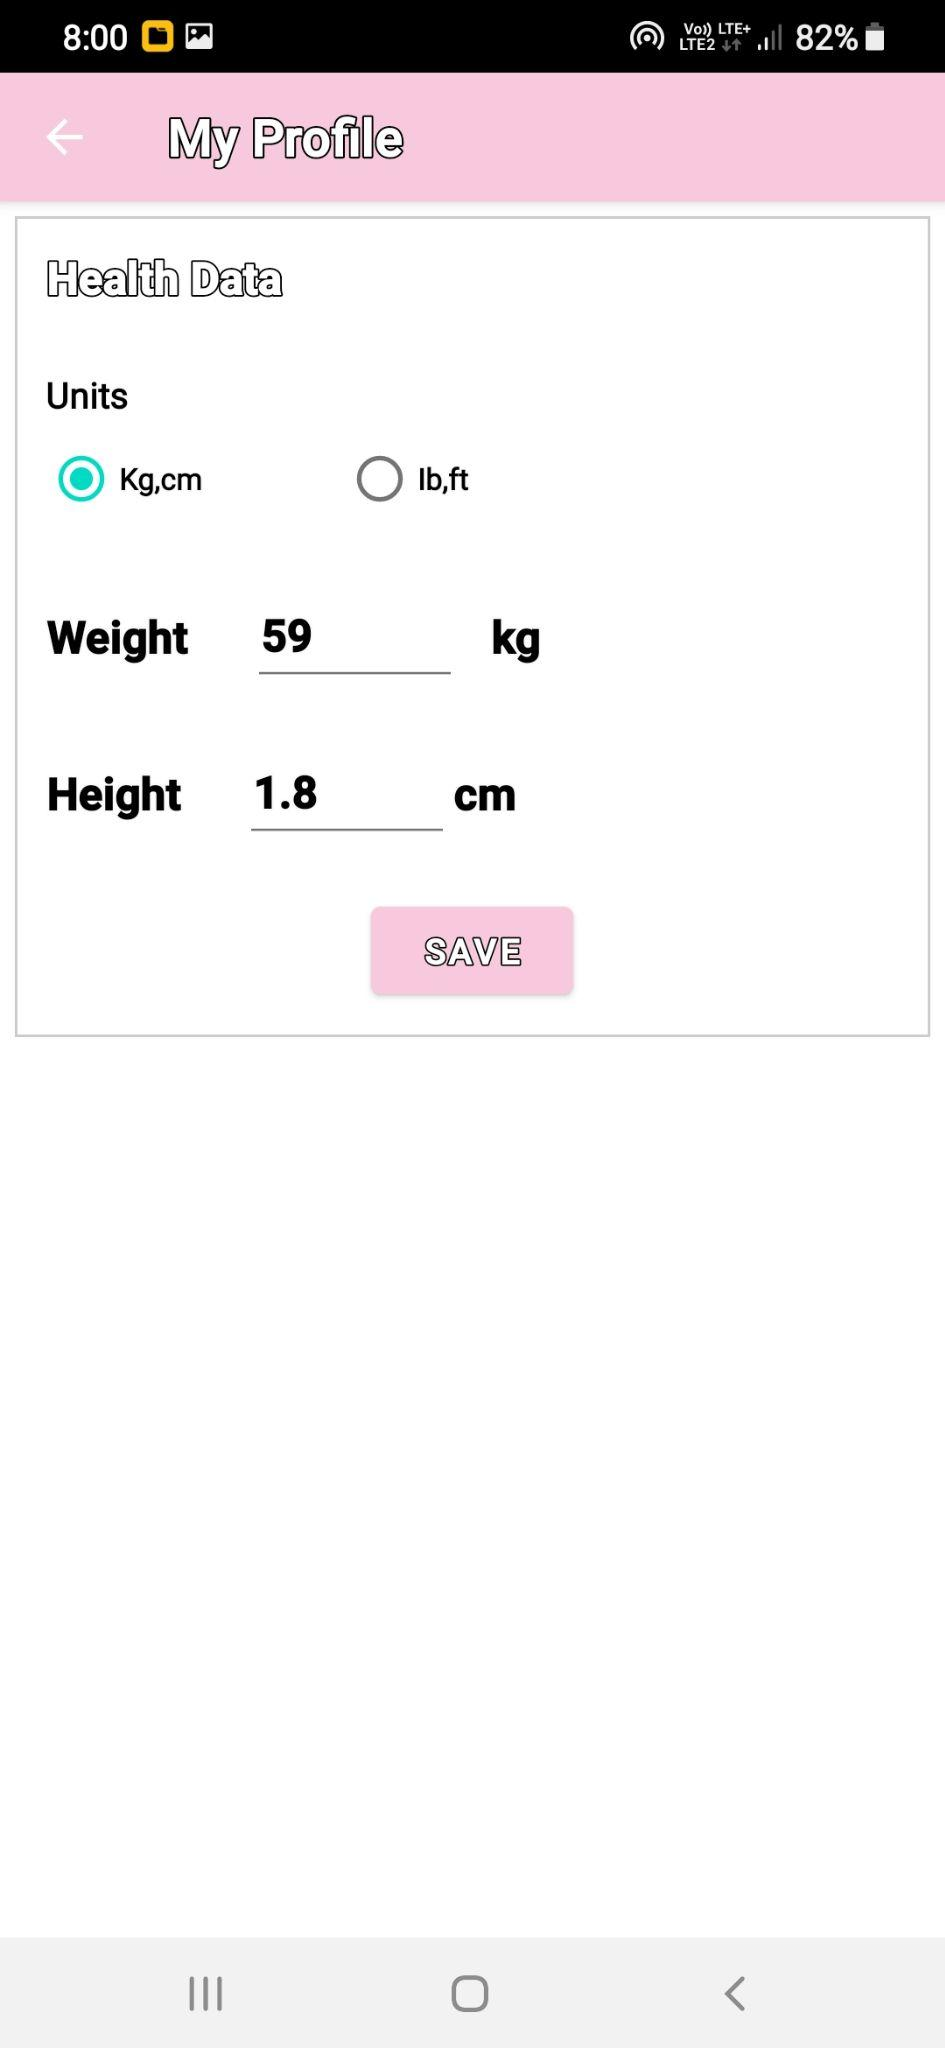 8:00 Vo)) LTE+ LTE2 82%
My Profile
Health Data
Units
Kg,cm lb,ft
Weight 59 kg
Height 1.8 cm
SAVE